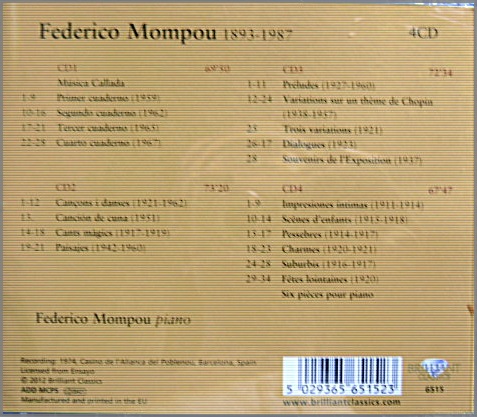 Federico Mompou 1893-1987
4CD
CD1 69'30
Música Callada
1-9 Primer cuaderno (1959)
10-16 Segundo cuaderno (1962)
17-21 Tercer cuaderno (1965)
22-28 Cuarto cuaderno (1967)
CD2 73'20
1-12 Cançons i danses (1921-1962)
13. Canción de cuna (1951)
14-18 Cants màgics (1917-1919)
19-21 Paisajes (1942-1960)
CD3 72'34
1-11 Préludes (1927-1960)
12-24 Variations sur un thème de Chopin
(1938-1957)
25 Trois variations (1921)
26-17 Dialogues (1923)
28 Souvenirs de l'Exposition (1937)
CD4 67'47
1-9 Impresiones intimas (1911-1914)
10-14 Scènes d'enfants (1915-1918)
15-17 Pessebres (1914-1917)
18-23 Charmes (1920-1921)
24-28 Suburbis (1916-1917)
29-34 Fêtes lointaines (1920)
Six pièces pour piano
Federico Mompou piano
Recording: 1974, Casino de l'Aliança del Poblenou, Barcelona, Spain
Licensed from Ensayo
© 2012 Brilliant Classics
ADD MCPS
Manufactured and printed in the EU
5 029365 651523
www.brilliantclassics.com
BRILLIANT
6515